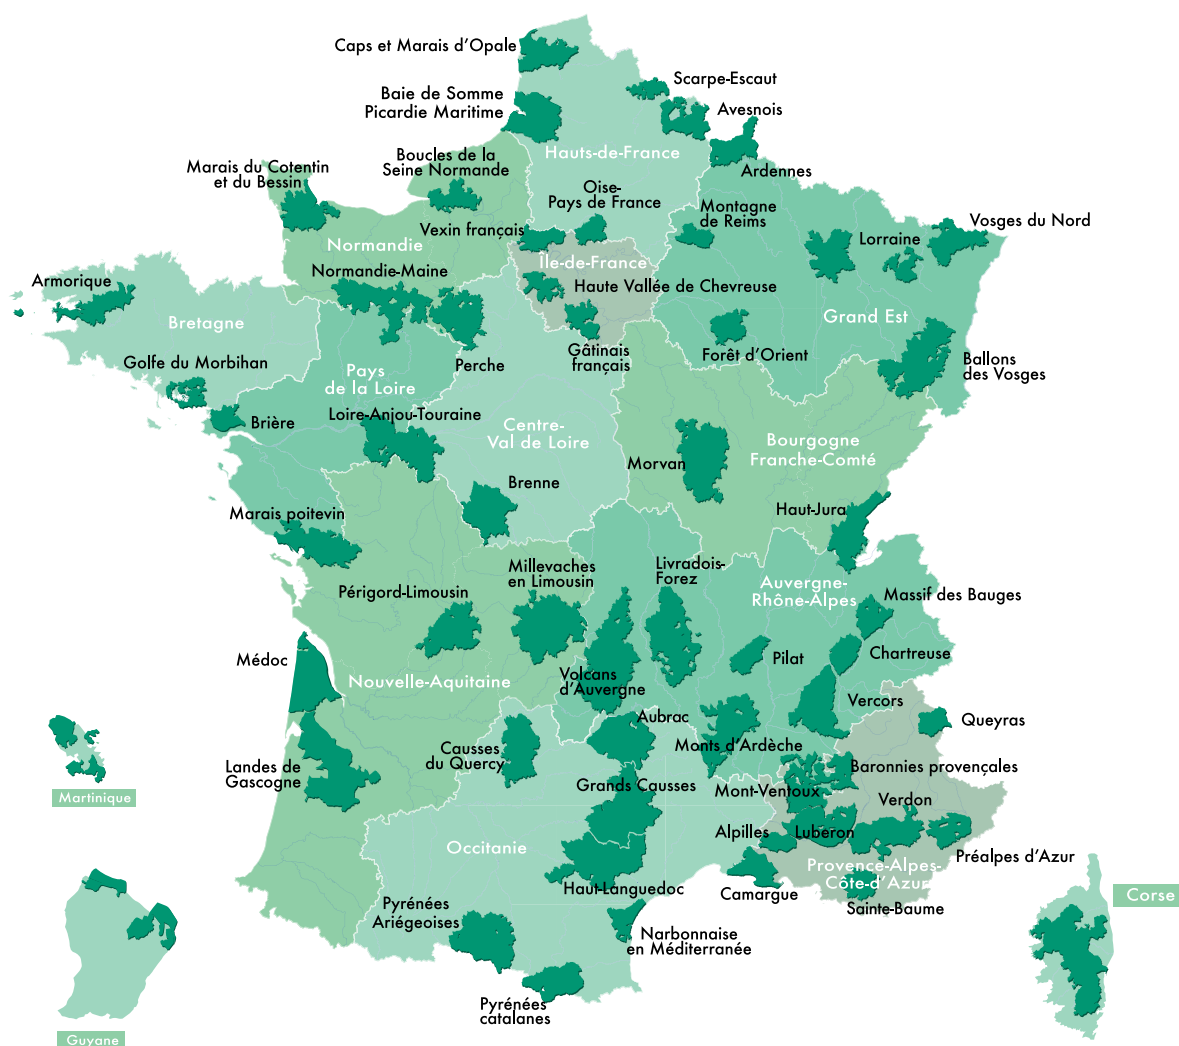 Caps et Marais d'Opale
Scarpe-Escaut
Baie de Somme
Picardie Maritime
Avesnois
Hauts-de-France
Ardennes
Marais du Cotentin
et du Bessin
Boucles de la
Seine Normande
Oise-
Pays de France
Montagne
de Reims
Vosges du Nord
Vexin français
Lorraine
Normandie
Île-de-France
Normandie-Maine
Armorique
Haute Vallée de Chevreuse
Bretagne
Grand Est
Golfe du Morbihan
Perche
Gâtinais
français
Forêt d'Orient
Ballons
des Vosges
Pays
de la Loire
Brière
Loire-Anjou-Touraine
Centre-
Val de Loire
Bourgogne
Franche-Comté
Morvan
Brenne
Marais poitevin
Haut-Jura
Millevaches
en Limousin
Livradois-
Forez
Auvergne-
Rhône-Alpes
Périgord-Limousin
Massif des Bauges
Médoc
Pilat
Chartreuse
Nouvelle-Aquitaine
Volcans
d'Auvergne
Vercors
Aubrac
Queyras
Causses
du Quercy
Monts d'Ardèche
Landes de
Gascogne
Grands Causses
Baronnies provençales
Mont-Ventoux
Martinique
Verdon
Alpilles
Luberon
Occitanie
Préalpes d'Azur
Provence-Alpes-
Côte-d'Azur
Haut-Languedoc
Camargue
Sainte-Baume
Corse
Pyrénées
Ariégeoises
Narbonnaise
en Méditerranée
Pyrénées
catalanes
Guyane